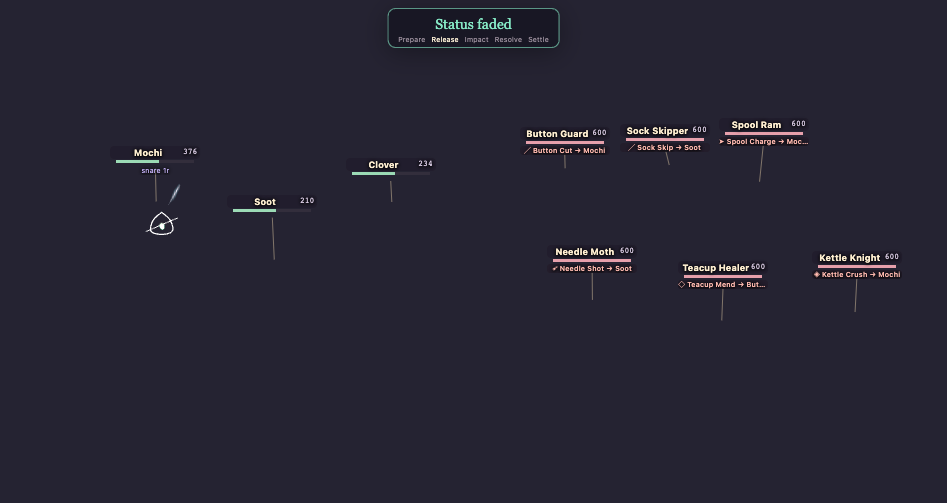 Status faded
Prepare Release Impact Resolve Settle
Mochi 376
snare 1r
Soot 210
Clover 234
Button Guard 600
Button Cut → Mochi
Sock Skipper 600
Sock Skip → Soot
Spool Ram 600
Spool Charge → Moc...
Needle Moth 600
Needle Shot → Soot
Teacup Healer 600
Teacup Mend → But...
Kettle Knight 600
Kettle Crush → Mochi